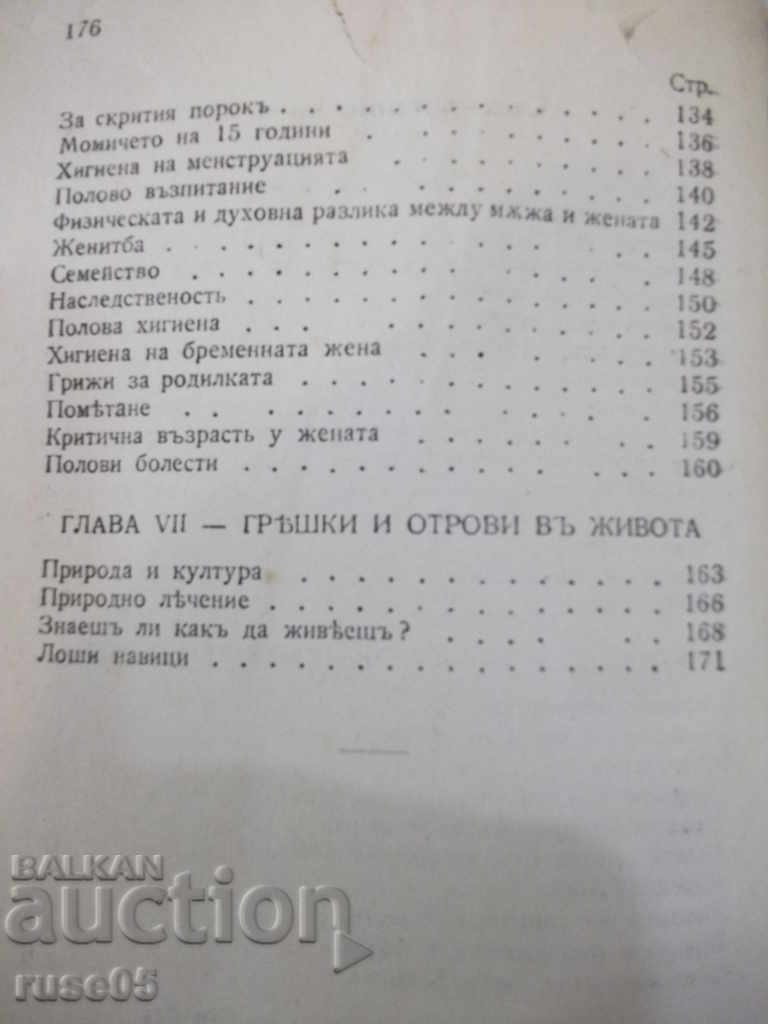 176
Стр.
За скрития порокъ . . . . . . . . . . . . . 134
Момичето на 15 години . . . . . . . . . . 136
Хигиена на менструацията . . . . . . . . . 138
Полово възпитание . . . . . . . . . . 140
Физическата и духовна разлика межлу мѫжа и жената 142
Женитба . . . . . . . . . . . . . . . . 145
Семейство . . . . . . . . . . . . . . . 148
Наследственость . . . . . . . . . . . . . 150
Полова хигиена . . . . . . . . . . . . . 152
Хигиена на бременната жена . . . . . . . . 153
Грижи за родилката . . . . . . . . . . . . 155
Помѣтане . . . . . . . . . . . . . . 156
Критична възрасть у жената . . . . . . . . 159
Полови болести . . . . . . . . . . . . . 160
ГЛАВА VII — ГРѢШКИ И ОТРОВИ ВЪ ЖИВОТА
Природа и култура . . . . . . . . . . . . 163
Природно лѣчение . . . . . . . . . . . . . 166
Знаешъ ли какъ да живѣешъ? . . . . . . 168
Лоши навици . . . . . . . . . . . . . . . 171
BALKAN
auction
ruse05